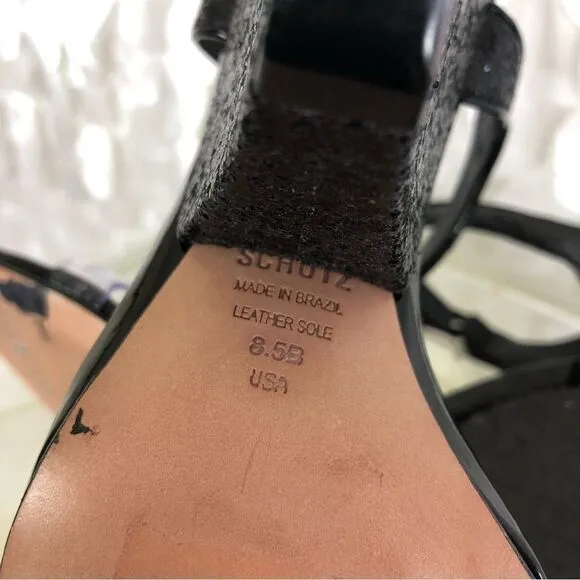 SCHUTZ
MADE IN BRAZIL
LEATHER SOLE
8.5B
USA